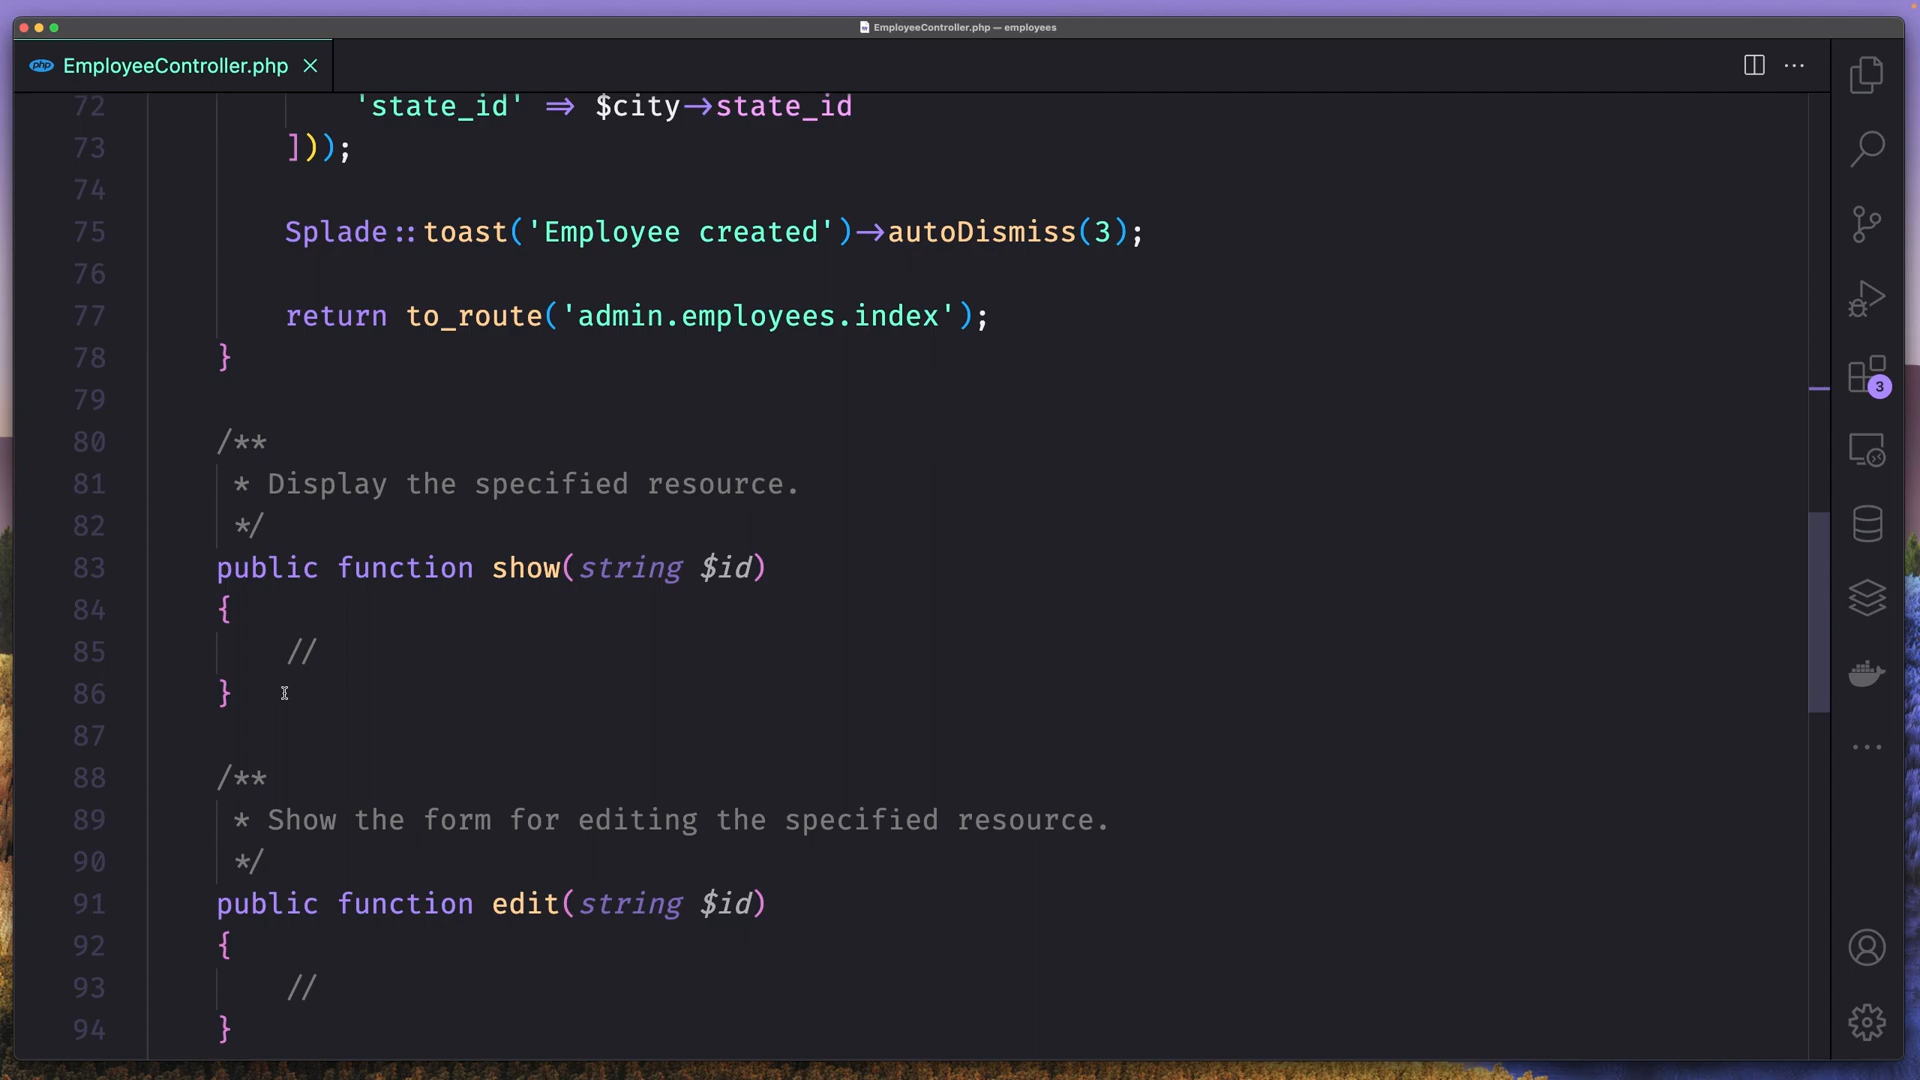 EmployeeController.php — employees
php EmployeeController.php
72 'state_id' => $city->state_id
73 ]));
74
75 Splade::toast('Employee created')->autoDismiss(3);
76
77 return to_route('admin.employees.index');
78 }
79
80 /**
81 * Display the specified resource.
82 */
83 public function show(string $id)
84 {
85 //
86 }
87
88 /**
89 * Show the form for editing the specified resource.
90 */
91 public function edit(string $id)
92 {
93 //
94 }
3